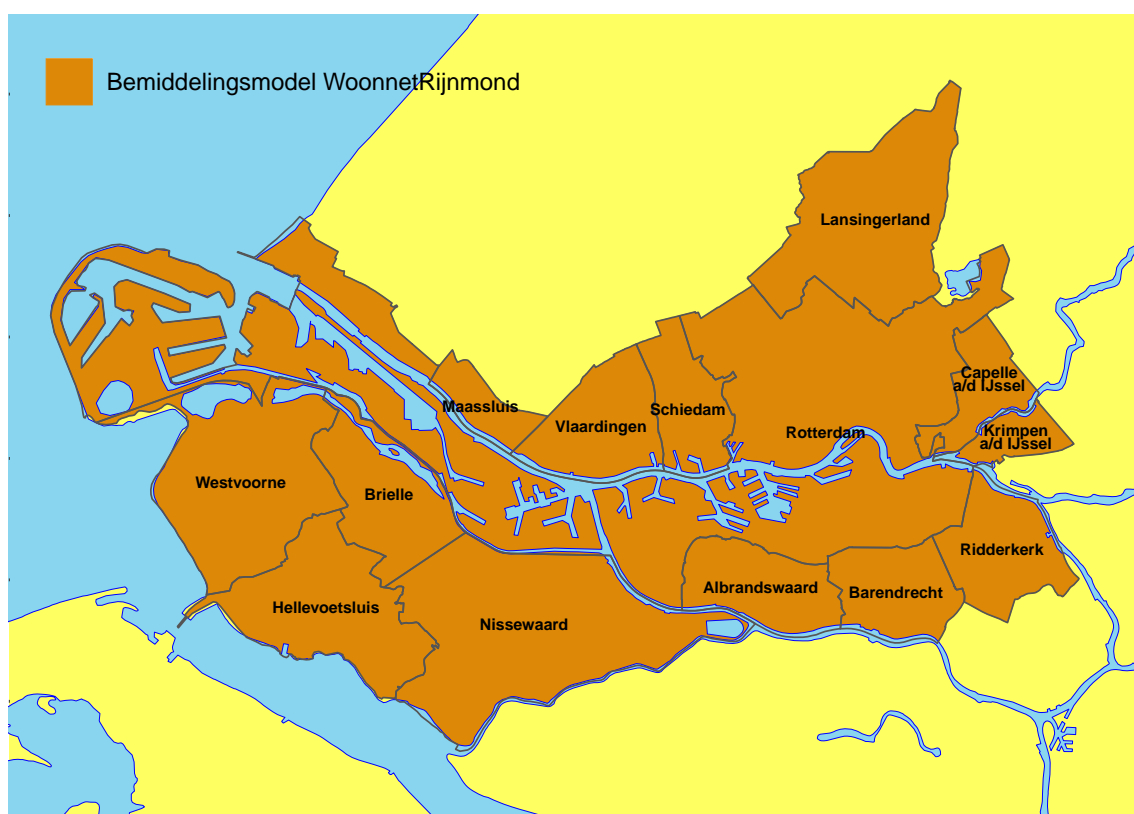 Bemiddelingsmodel WoonnetRijnmond
Lansingerland
Capelle
a/d IJssel
Maassluis
Schiedam
Vlaardingen
Rotterdam
Krimpen
a/d IJssel
Westvoorne
Brielle
Ridderkerk
Albrandswaard
Barendrecht
Hellevoetsluis
Nissewaard